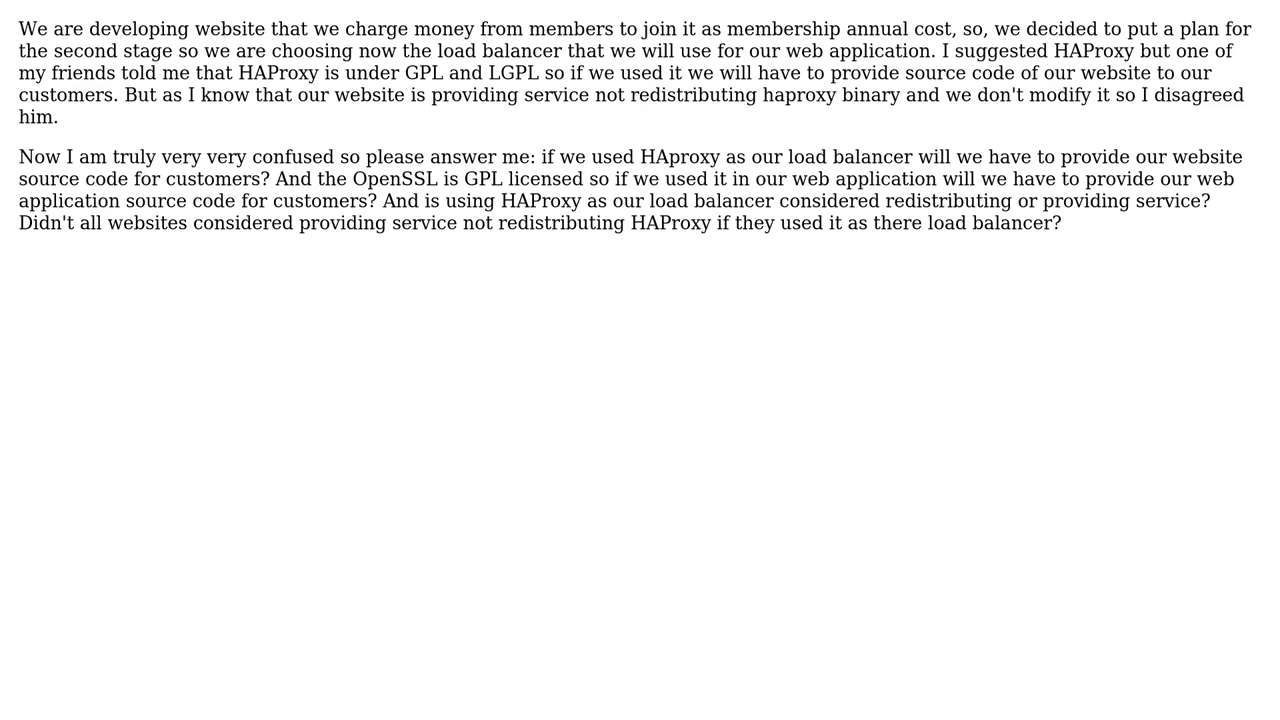 We are developing website that we charge money from members to join it as membership annual cost, so, we decided to put a plan for
the second stage so we are choosing now the load balancer that we will use for our web application. I suggested HAProxy but one of
my friends told me that HAProxy is under GPL and LGPL so if we used it we will have to provide source code of our website to our
customers. But as I know that our website is providing service not redistributing haproxy binary and we don't modify it so I disagreed
him.
Now I am truly very very confused so please answer me: if we used HAproxy as our load balancer will we have to provide our website
source code for customers? And the OpenSSL is GPL licensed so if we used it in our web application will we have to provide our web
application source code for customers? And is using HAProxy as our load balancer considered redistributing or providing service?
Didn't all websites considered providing service not redistributing HAProxy if they used it as there load balancer?